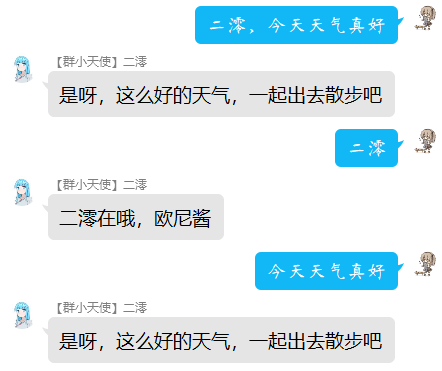 二澪，今天天气真好
【群小天使】二澪
是呀，这么好的天气，一起出去散步吧
二澪
【群小天使】二澪
二澪在哦，欧尼酱
今天天气真好
【群小天使】二澪
是呀，这么好的天气，一起出去散步吧